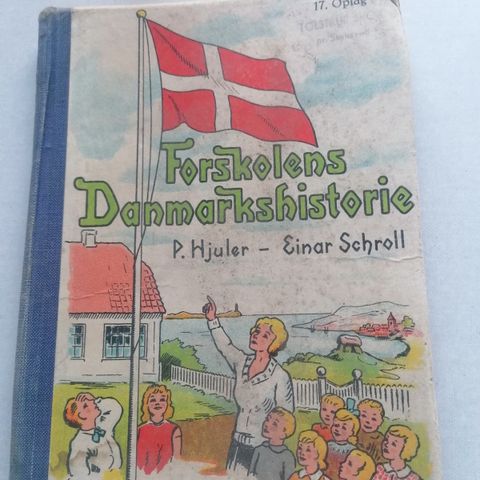 17. Oplag
Forskolens
Danmarkshistorie
P. Hjuler – Einar Schroll